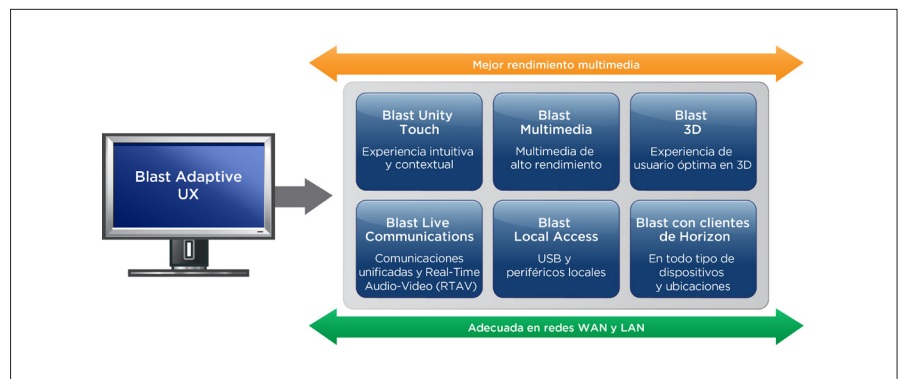 Mejor rendimiento multimedia
Blast Adaptive
UX
Blast Unity
Touch
Experiencia intuitiva
y contextual
Blast
Multimedia
Multimedia de
alto rendimiento
Blast
3D
Experiencia de
usuario óptima en 3D
Blast Live
Communications
Comunicaciones
unificadas y Real-Time
Audio-Video (RTAV)
Blast
Local Access
USB y
periféricos locales
Blast con clientes
de Horizon
En todo tipo de
dispositivos
y ubicaciones
Adecuada en redes WAN y LAN